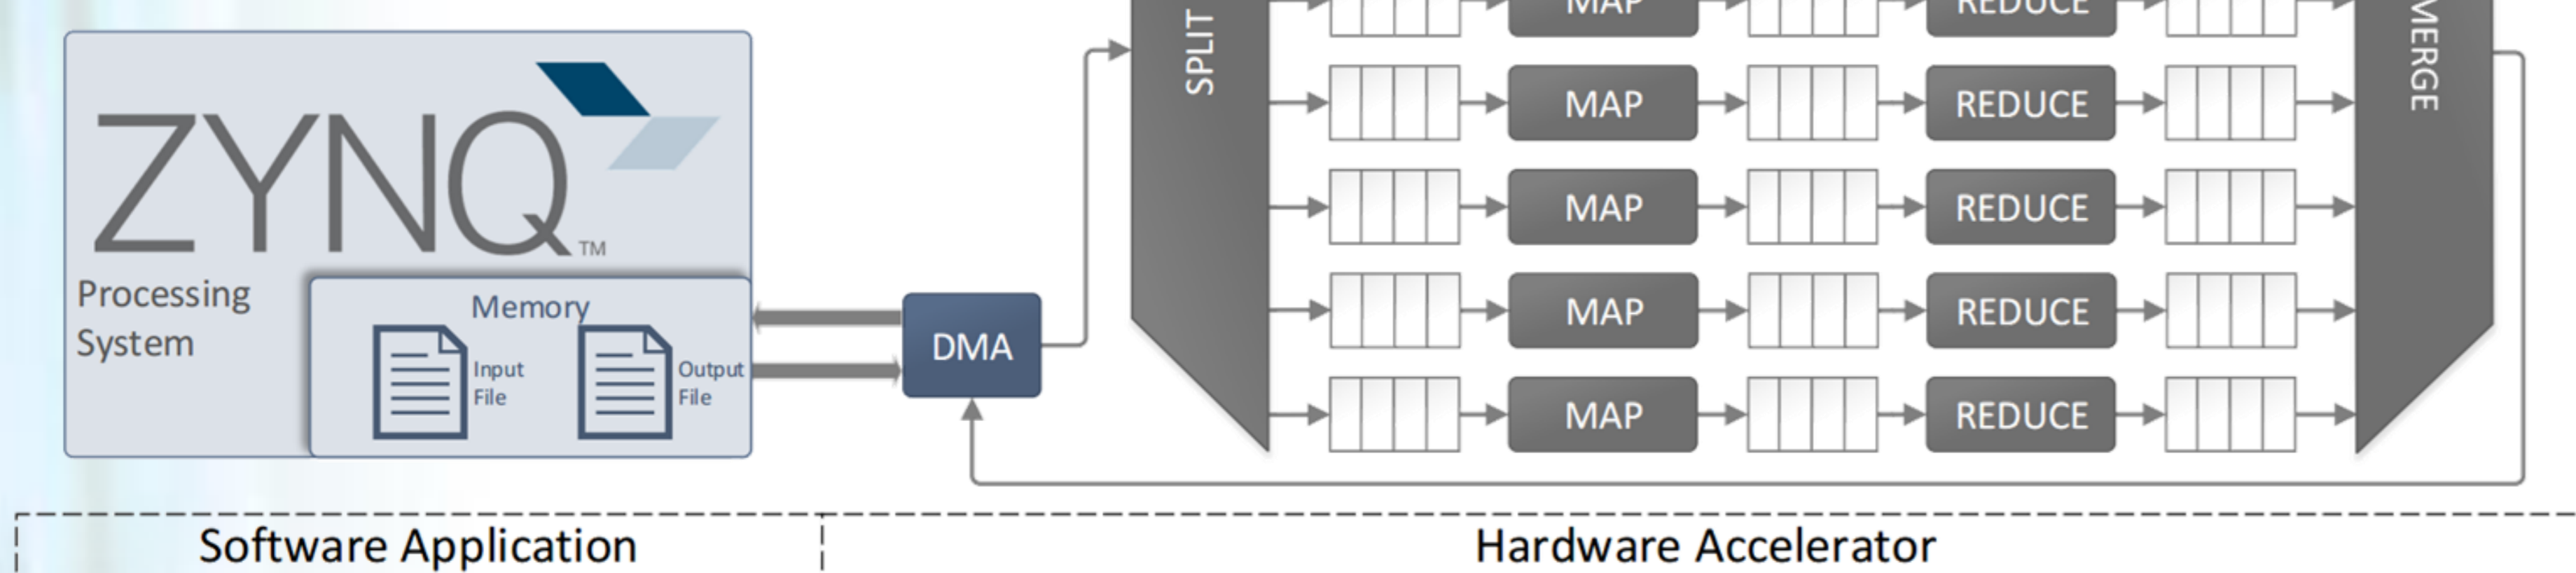 ZYNQ
TM
Processing
System
Memory
Input
File
Output
File
DMA
SPLIT
MAP
REDUCE
MAP
REDUCE
MAP
REDUCE
MAP
REDUCE
MAP
REDUCE
MERGE
Software Application
Hardware Accelerator